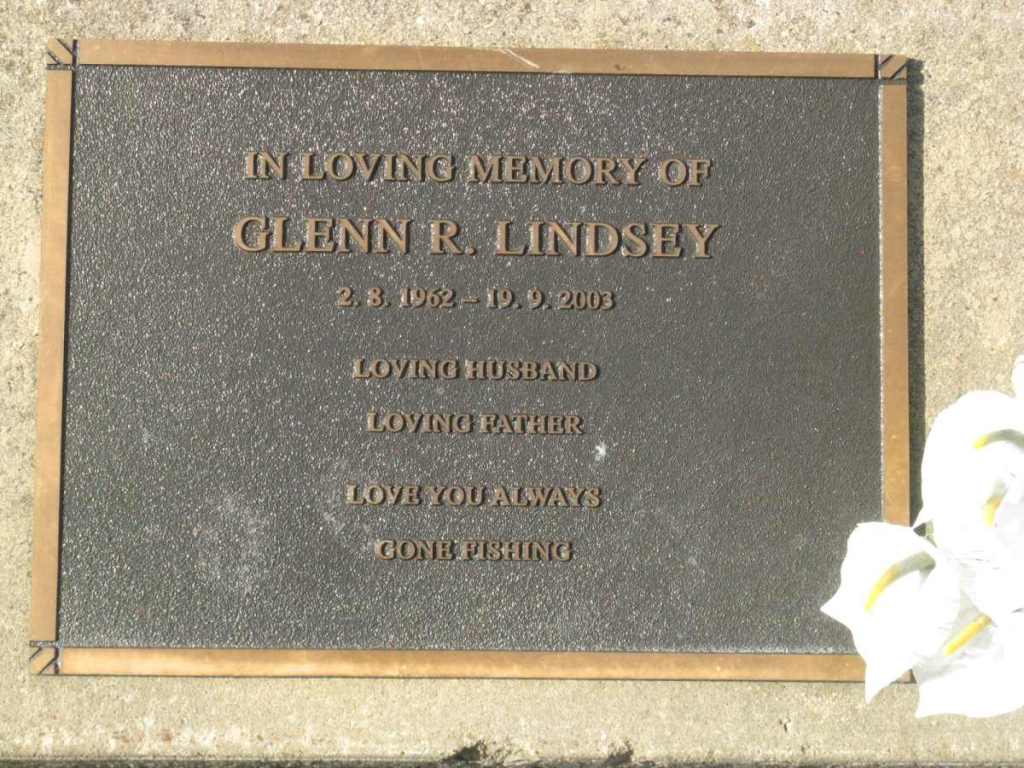 IN LOVING MEMORY OF
GLENN R. LINDSEY
2. 8. 1962 – 19. 9. 2003
LOVING HUSBAND
LOVING FATHER
LOVE YOU ALWAYS
GONE FISHING